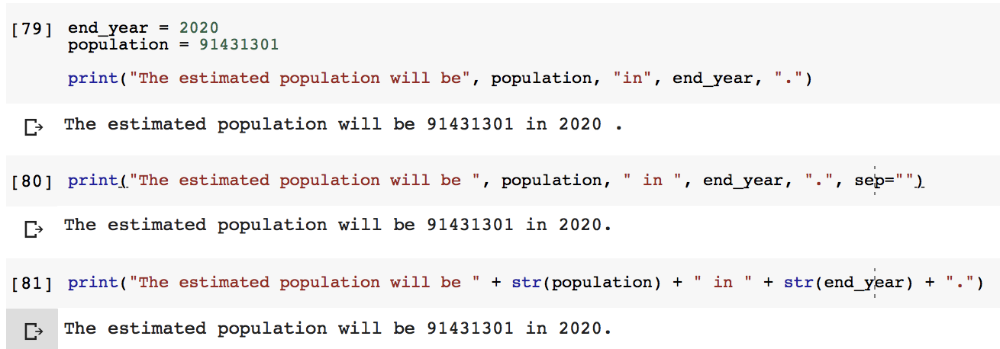 [79] end_year = 2020
population = 91431301
print("The estimated population will be", population, "in", end_year, ".")
The estimated population will be 91431301 in 2020 .
[80] print("The estimated population will be ", population, " in ", end_year, ".", sep="")
The estimated population will be 91431301 in 2020.
[81] print("The estimated population will be " + str(population) + " in " + str(end_year) + ".")
The estimated population will be 91431301 in 2020.